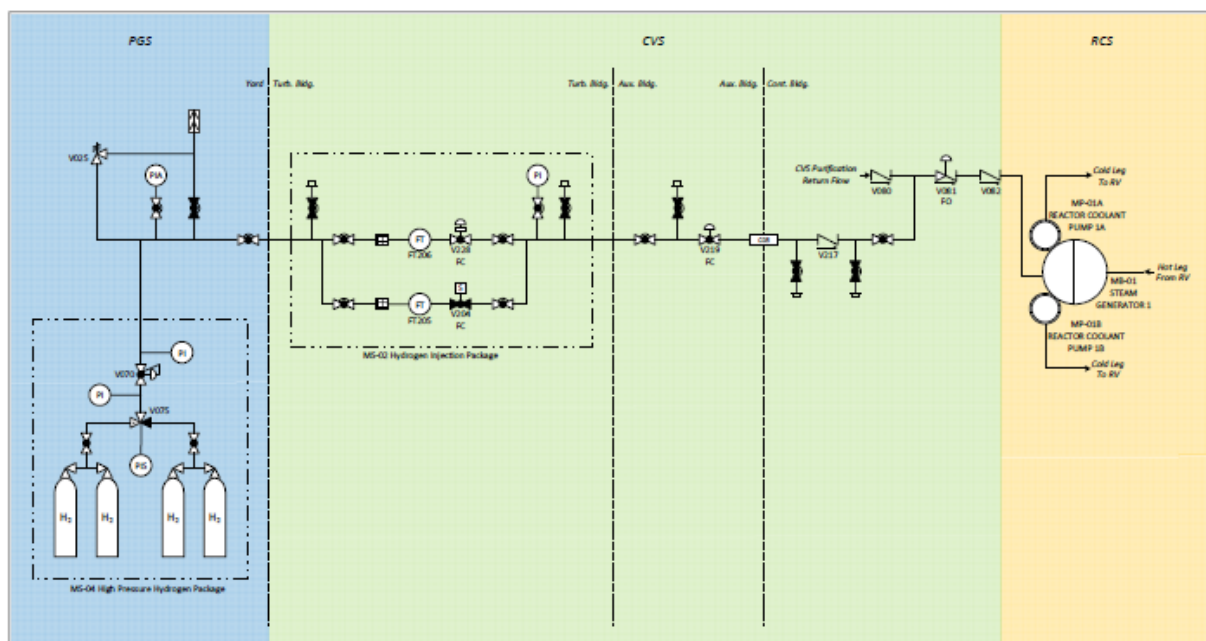 PGS
CVS
RCS
Yard
Turb. Bldg.
Turb. Bldg.
Aux. Bldg.
Aux. Bldg.
Cont. Bldg.
V025
PIA
PI
CVS Purification
Return Flow
V080
V081
FO
V082
Cold Leg
To RV
MP-01A
REACTOR COOLANT
PUMP 1A
FT
FT206
V228
FC
V219
FC
V217
Hot Leg
From RV
MB-01
STEAM
GENERATOR 1
FT
FT205
S
V204
FC
MP-01B
REACTOR COOLANT
PUMP 1B
Cold Leg
To RV
MS-02 Hydrogen Injection Package
PI
V070
PI
V075
PIS
H2
H2
H2
H2
MS-04 High Pressure Hydrogen Package